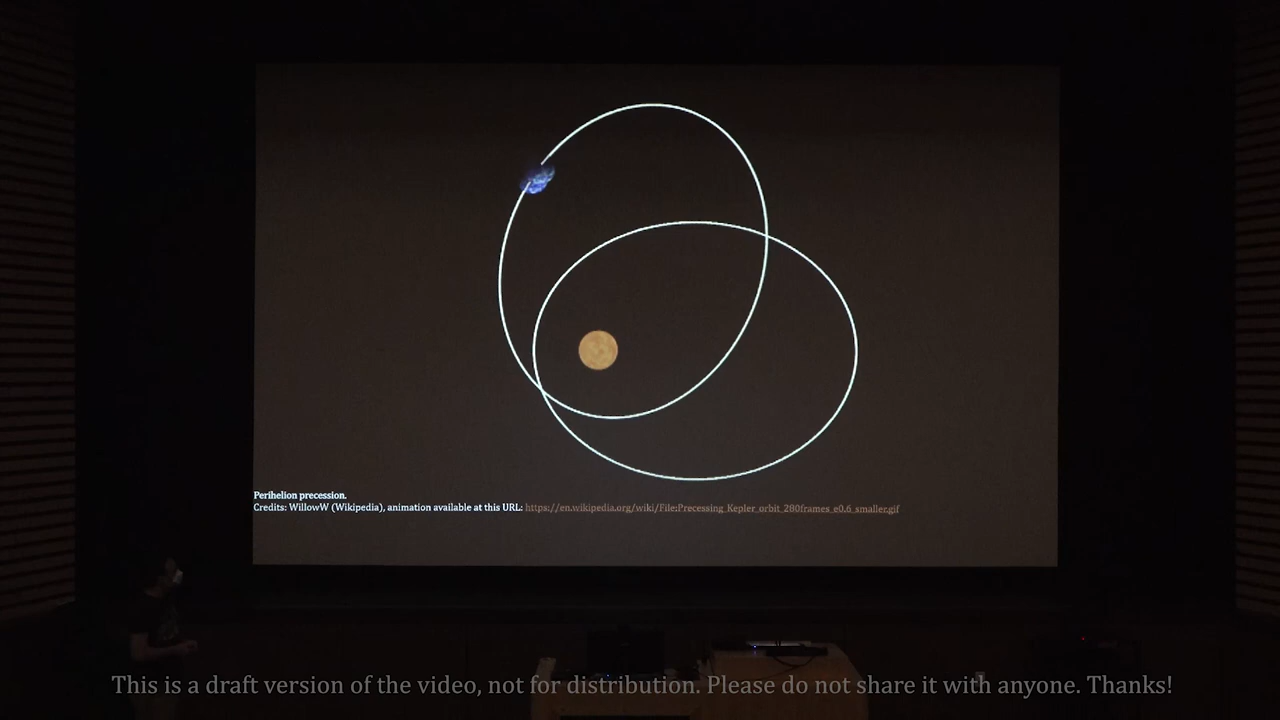 Perihelion precession.
Credits: WillowW (Wikipedia), animation available at this URL: https://en.wikipedia.org/wiki/File:Precessing_Kepler_orbit_280frames_e0.6_smaller.gif
This is a draft version of the video, not for distribution. Please do not share it with anyone. Thanks!